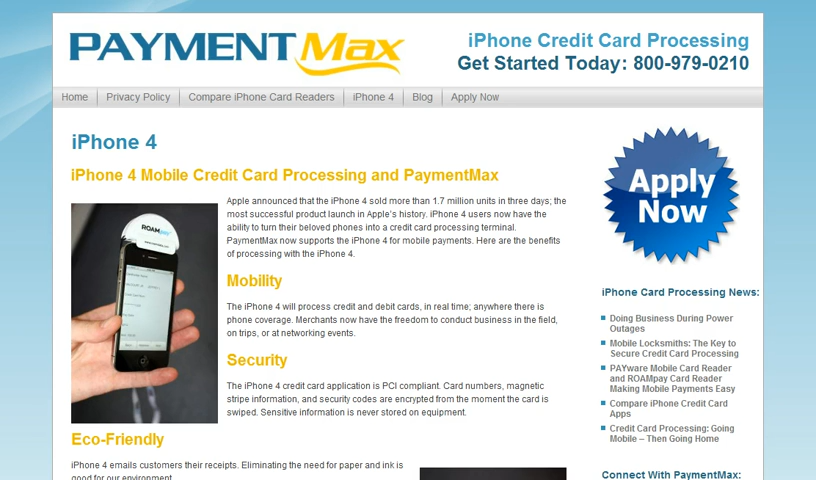 PAYMENT Max
iPhone Credit Card Processing
Get Started Today: 800-979-0210
Home
Privacy Policy
Compare iPhone Card Readers
iPhone 4
Blog
Apply Now
iPhone 4
iPhone 4 Mobile Credit Card Processing and PaymentMax
ROAMpay
Apple announced that the iPhone 4 sold more than 1.7 million units in three days; the
most successful product launch in Apple's history. iPhone 4 users now have the
ability to turn their beloved phones into a credit card processing terminal.
PaymentMax now supports the iPhone 4 for mobile payments. Here are the benefits
of processing with the iPhone 4.
Mobility
The iPhone 4 will process credit and debit cards, in real time; anywhere there is
phone coverage. Merchants now have the freedom to conduct business in the field,
on trips, or at networking events.
Security
The iPhone 4 credit card application is PCI compliant. Card numbers, magnetic
stripe information, and security codes are encrypted from the moment the card is
swiped. Sensitive information is never stored on equipment.
Eco-Friendly
iPhone 4 emails customers their receipts. Eliminating the need for paper and ink is
good for our environment.
Apply
Now
iPhone Card Processing News:
Doing Business During Power
Outages
Mobile Locksmiths: The Key to
Secure Credit Card Processing
PAYware Mobile Card Reader
and ROAMpay Card Reader
Making Mobile Payments Easy
Compare iPhone Credit Card
Apps
Credit Card Processing: Going
Mobile – Then Going Home
Connect With PaymentMax: